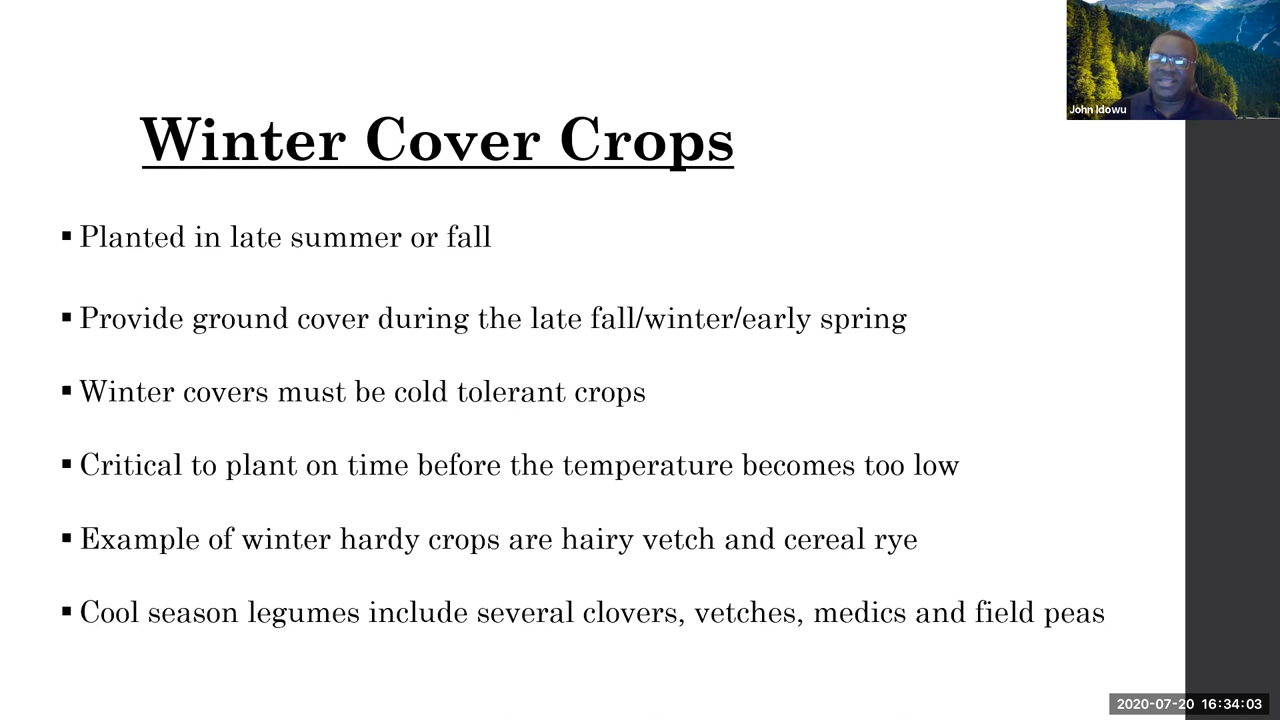 John Idowu
Winter Cover Crops
▪ Planted in late summer or fall
▪ Provide ground cover during the late fall/winter/early spring
▪ Winter covers must be cold tolerant crops
▪ Critical to plant on time before the temperature becomes too low
▪ Example of winter hardy crops are hairy vetch and cereal rye
▪ Cool season legumes include several clovers, vetches, medics and field peas
2020-07-20 16:34:03